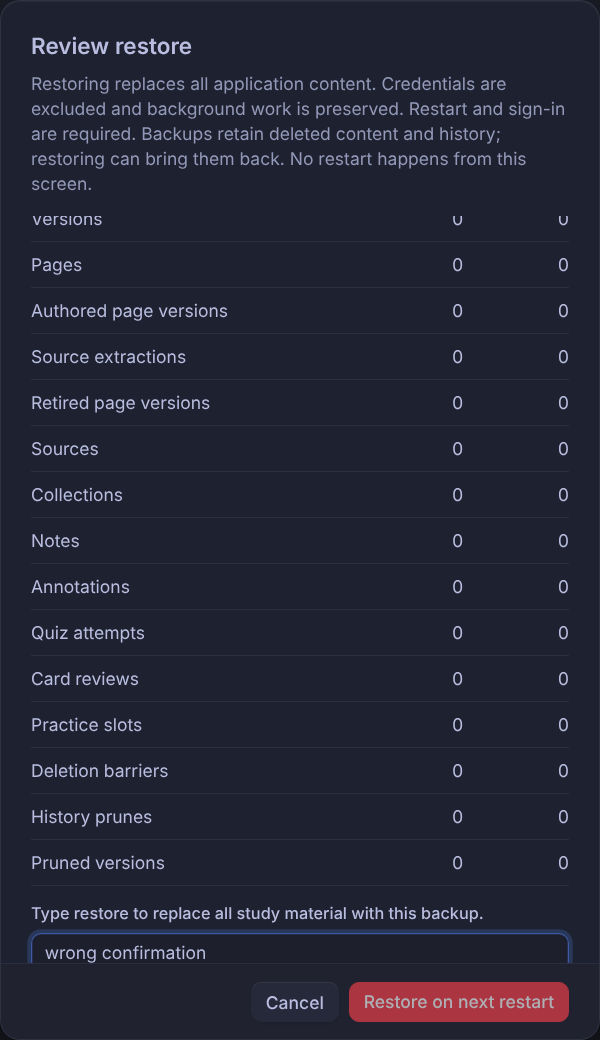 Review restore
Restoring replaces all application content. Credentials are
excluded and background work is preserved. Restart and sign-in
are required. Backups retain deleted content and history;
restoring can bring them back. No restart happens from this
screen.
Versions 0 0
Pages 0 0
Authored page versions 0 0
Source extractions 0 0
Retired page versions 0 0
Sources 0 0
Collections 0 0
Notes 0 0
Annotations 0 0
Quiz attempts 0 0
Card reviews 0 0
Practice slots 0 0
Deletion barriers 0 0
History prunes 0 0
Pruned versions 0 0
Type restore to replace all study material with this backup.
wrong confirmation
Cancel Restore on next restart